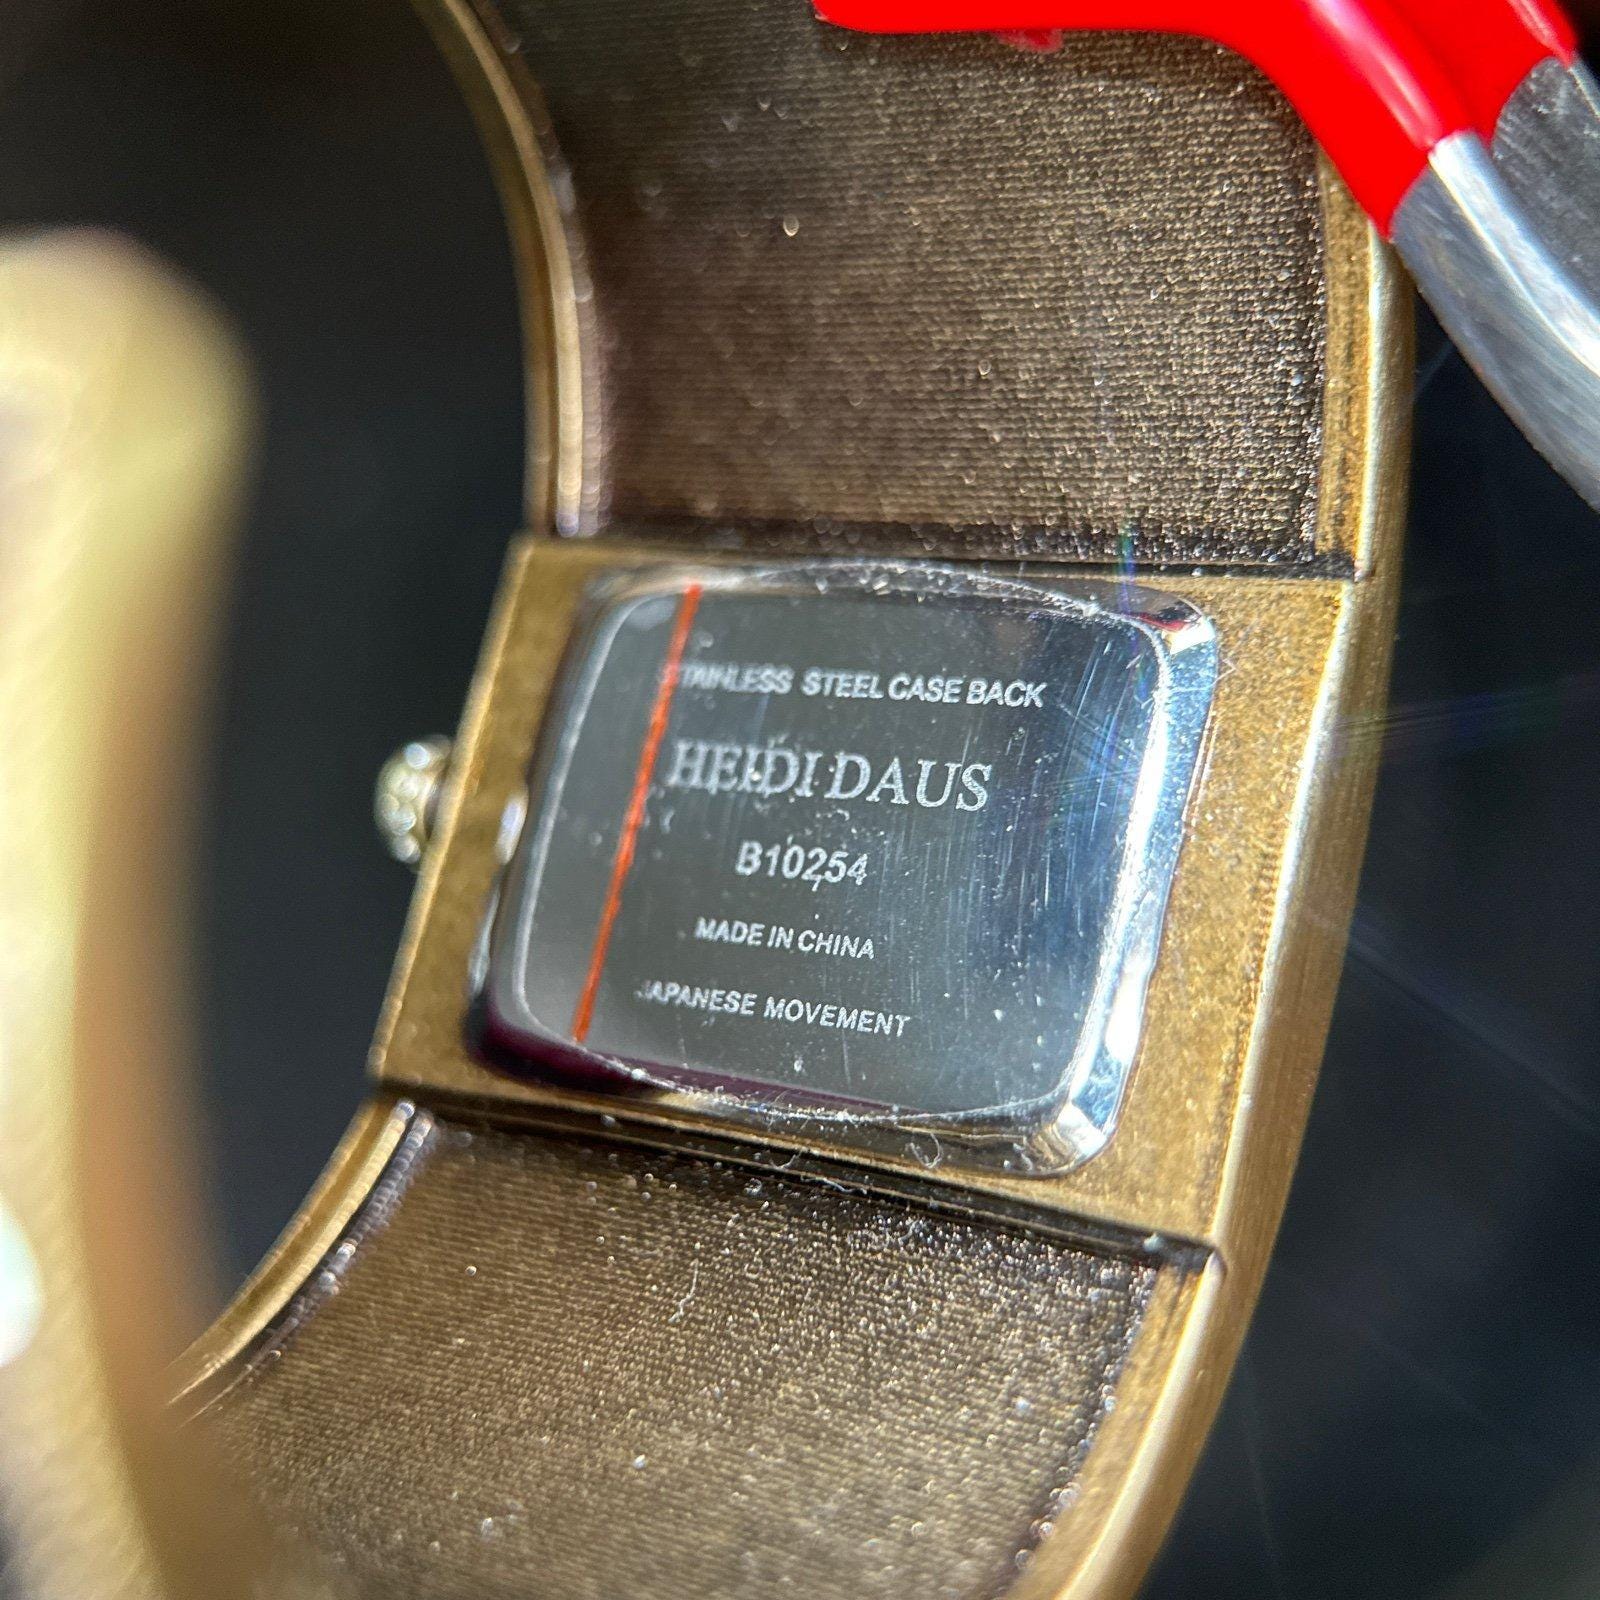 STAINLESS STEEL CASE BACK
HEIDI DAUS
B10254
MADE IN CHINA
JAPANESE MOVEMENT